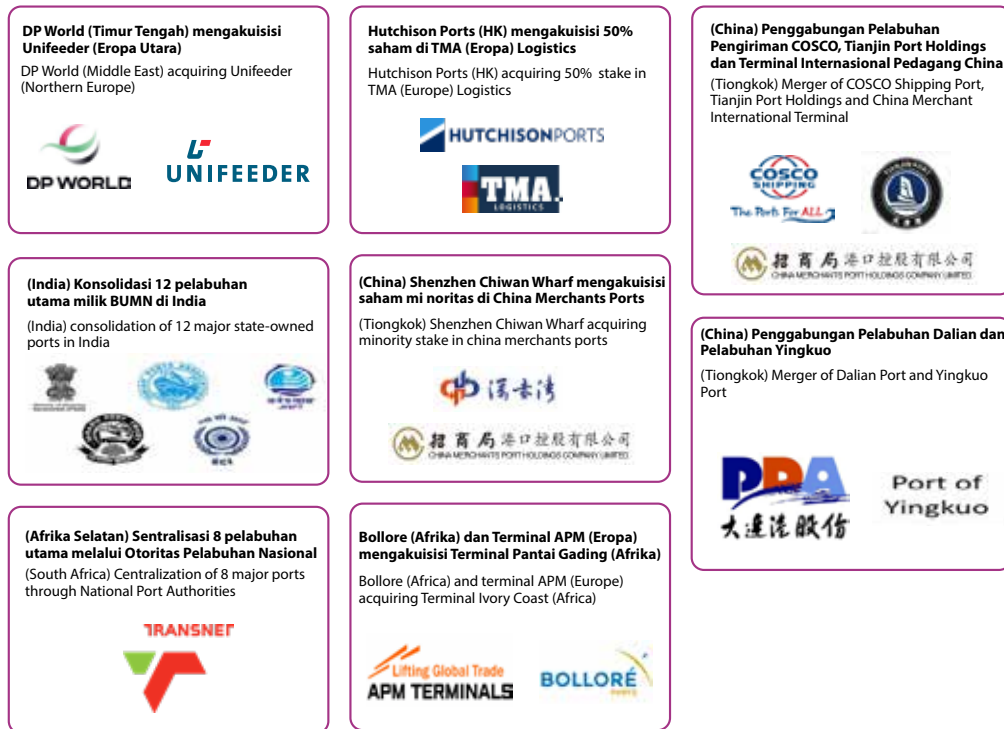 DP World (Timur Tengah) mengakuisisi
Unifeeder (Eropa Utara)
DP World (Middle East) acquiring Unifeeder
(Northern Europe)
DP WORLD
UNIFEEDER
Hutchison Ports (HK) mengakuisisi 50%
saham di TMA (Eropa) Logistics
Hutchison Ports (HK) acquiring 50% stake in
TMA (Europe) Logistics
HUTCHISONPORTS
TMA
LOGISTICS
(China) Penggabungan Pelabuhan
Pengiriman COSCO, Tianjin Port Holdings
dan Terminal Internasional Pedagang China
(Tiongkok) Merger of COSCO Shipping Port,
Tianjin Port Holdings and China Merchant
International Terminal
COSCO
SHIPPING
The Ports For ALL
招商局港口控股有限公司
CHINA MERCHANTS PORT HOLDINGS COMPANY LIMITED
(India) Konsolidasi 12 pelabuhan
utama milik BUMN di India
(India) consolidation of 12 major state-owned
ports in India
(China) Shenzhen Chiwan Wharf mengakuisisi
saham mi noritas di China Merchants Ports
(Tiongkok) Shenzhen Chiwan Wharf acquiring
minority stake in china merchants ports
深赤湾
招商局港口控股有限公司
CHINA MERCHANTS PORT HOLDINGS COMPANY LIMITED
(China) Penggabungan Pelabuhan Dalian dan
Pelabuhan Yingkuo
(Tiongkok) Merger of Dalian Port and Yingkuo
Port
PDA
大连港股份
Port of
Yingkuo
(Afrika Selatan) Sentralisasi 8 pelabuhan
utama melalui Otoritas Pelabuhan Nasional
(South Africa) Centralization of 8 major ports
through National Port Authorities
TRANSNET
Bollore (Afrika) dan Terminal APM (Eropa)
mengakuisisi Terminal Pantai Gading (Afrika)
Bollore (Africa) and terminal APM (Europe)
acquiring Terminal Ivory Coast (Africa)
Lifting Global Trade
APM TERMINALS
BOLLORÉ
PORTS